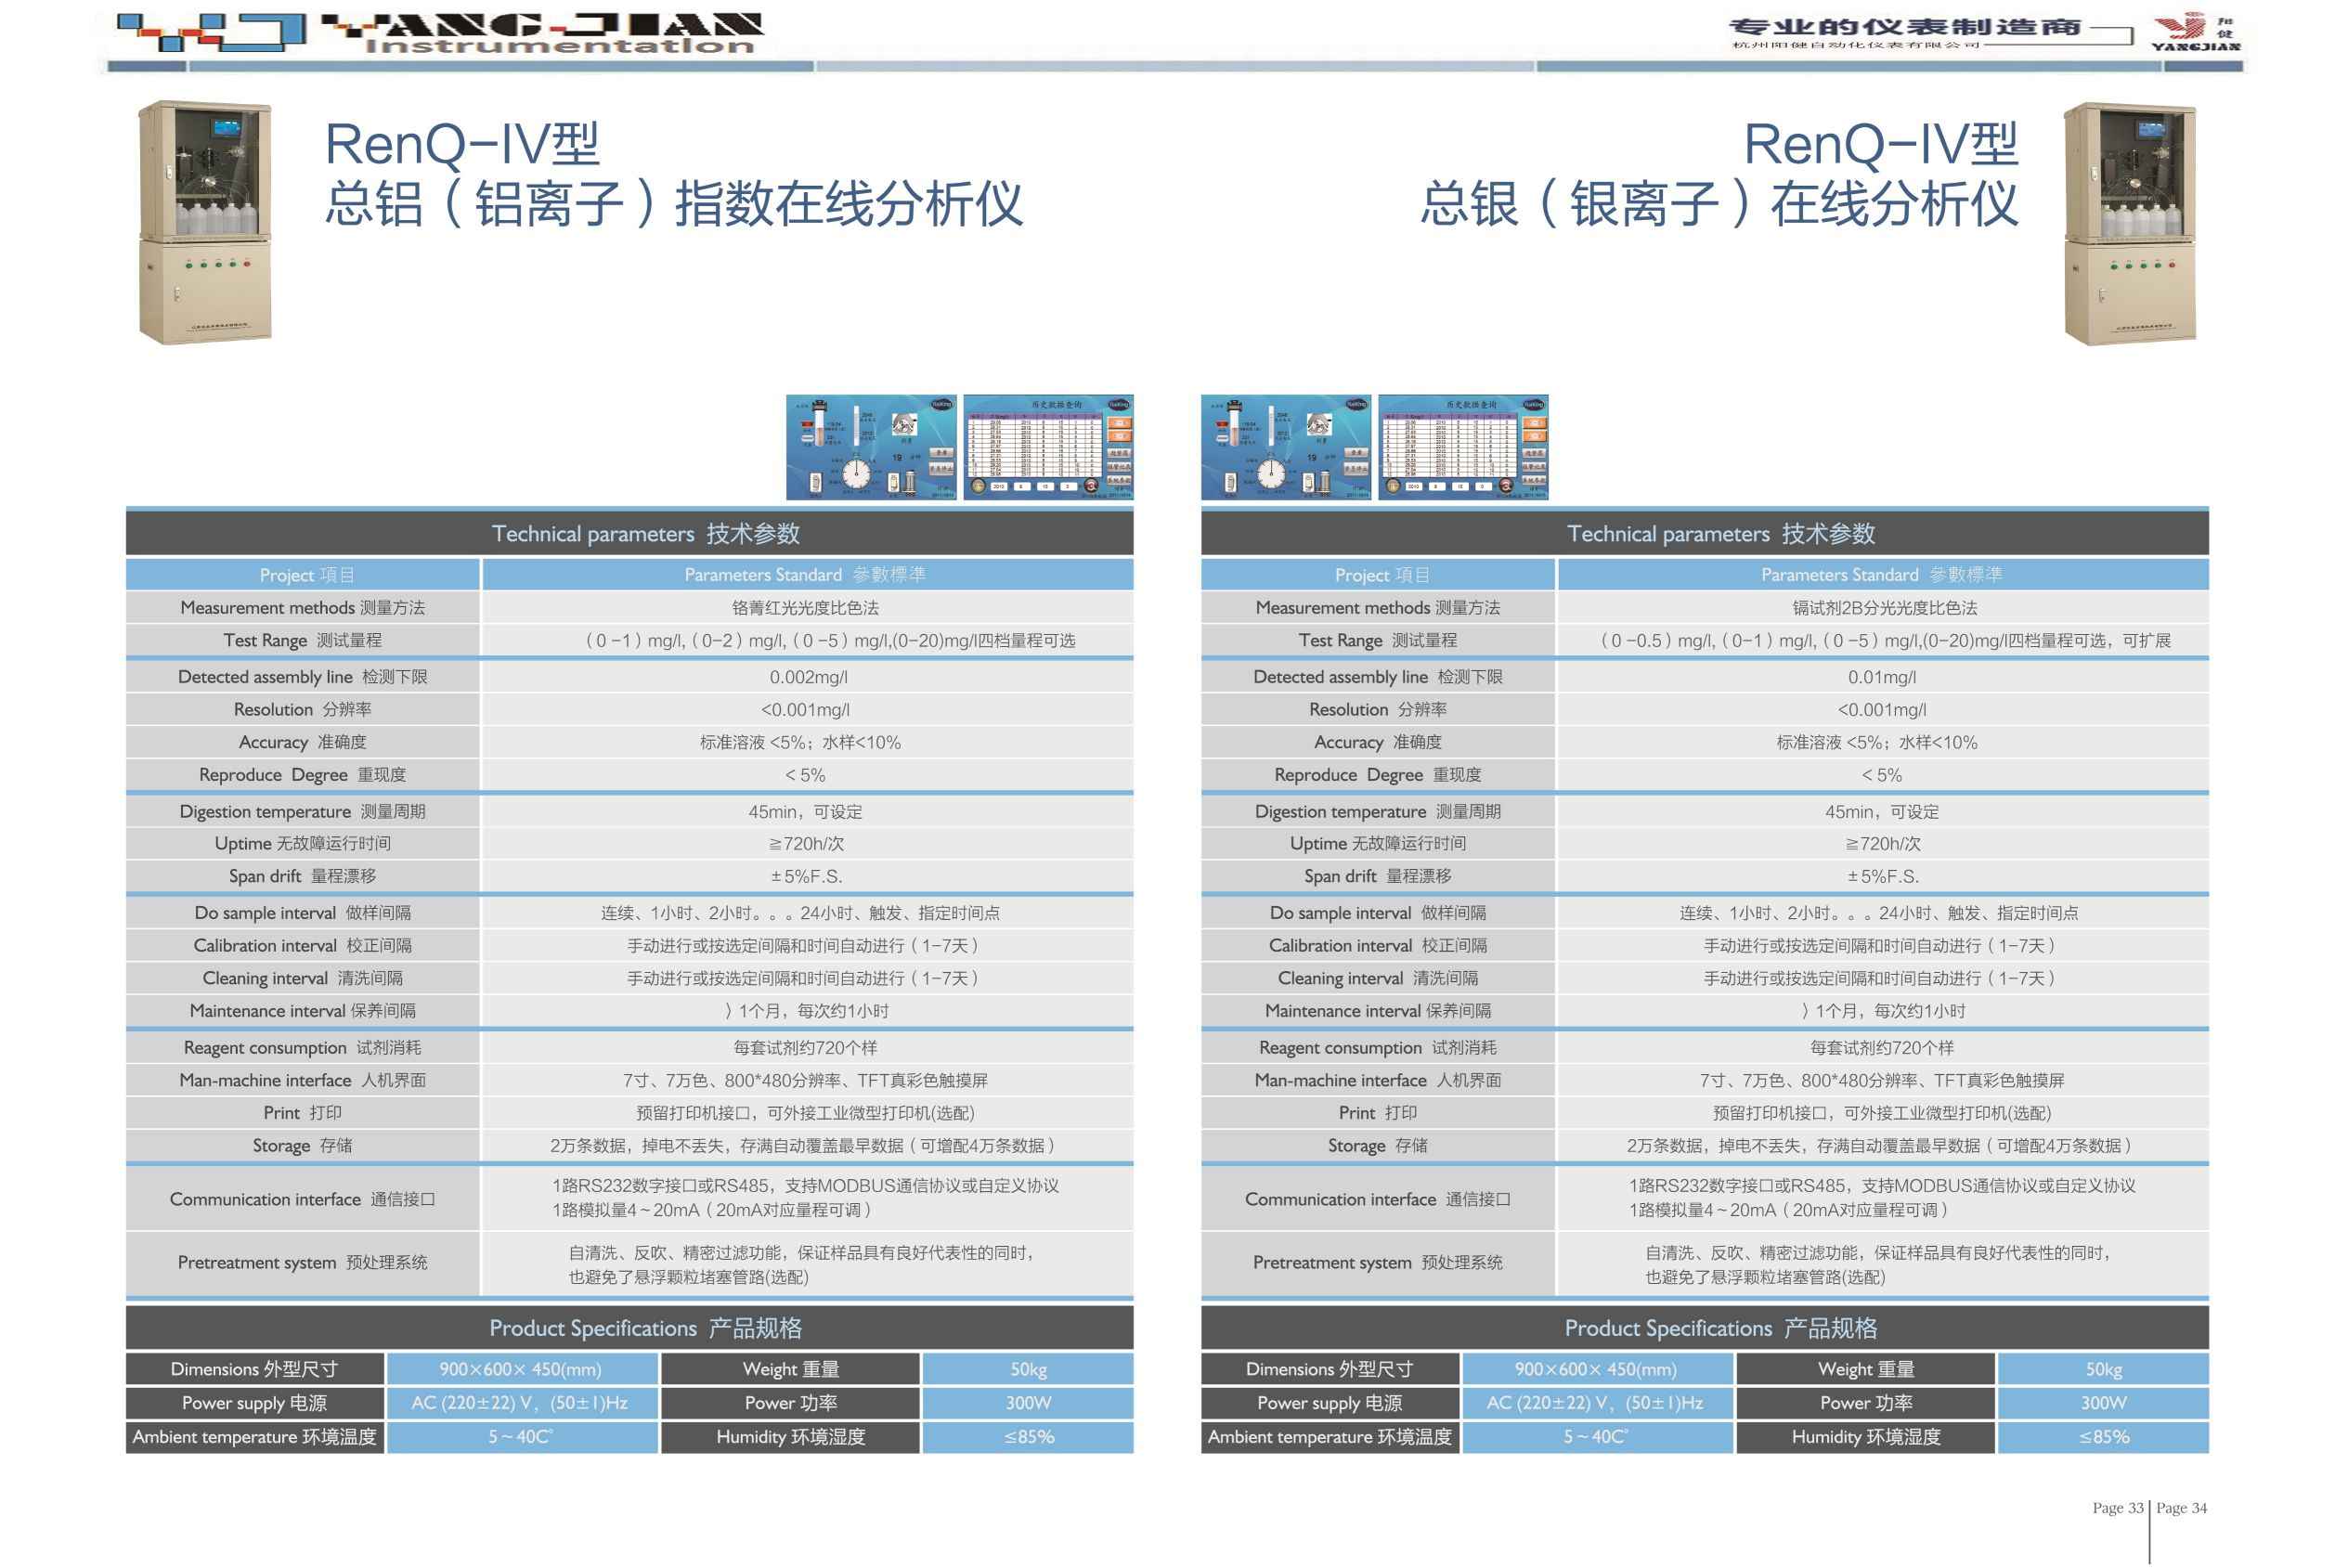 YANG-JIAN
Instrumentation
专业的仪表制造商
杭州阳健自动化仪表有限公司
阳健
YANGJIAN
RenQ-IV型
总铝（铝离子）指数在线分析仪
历史数据查询
Technical parameters 技术参数
Project 項目 Parameters Standard 參數標準
Measurement methods 测量方法 铬菁红光光度比色法
Test Range 测试量程 （0 -1）mg/l,（0-2）mg/l,（0 -5）mg/l,(0-20)mg/l四档量程可选
Detected assembly line 检测下限 0.002mg/l
Resolution 分辨率 <0.001mg/l
Accuracy 准确度 标准溶液 <5%；水样<10%
Reproduce Degree 重现度 < 5%
Digestion temperature 测量周期 45min，可设定
Uptime 无故障运行时间 ≧720h/次
Span drift 量程漂移 ±5%F.S.
Do sample interval 做样间隔 连续、1小时、2小时。。。24小时、触发、指定时间点
Calibration interval 校正间隔 手动进行或按选定间隔和时间自动进行（1-7天）
Cleaning interval 清洗间隔 手动进行或按选定间隔和时间自动进行（1-7天）
Maintenance interval 保养间隔 〉1个月，每次约1小时
Reagent consumption 试剂消耗 每套试剂约720个样
Man-machine interface 人机界面 7寸、7万色、800*480分辨率、TFT真彩色触摸屏
Print 打印 预留打印机接口，可外接工业微型打印机(选配)
Storage 存储 2万条数据，掉电不丢失，存满自动覆盖最早数据（可增配4万条数据）
Communication interface 通信接口 1路RS232数字接口或RS485，支持MODBUS通信协议或自定义协议
1路模拟量4～20mA（20mA对应量程可调）
Pretreatment system 预处理系统 自清洗、反吹、精密过滤功能，保证样品具有良好代表性的同时，
也避免了悬浮颗粒堵塞管路(选配)
Product Specifications 产品规格
Dimensions 外型尺寸 900×600× 450(mm) Weight 重量 50kg
Power supply 电源 AC (220±22) V，(50±1)Hz Power 功率 300W
Ambient temperature 环境温度 5～40C° Humidity 环境湿度 ≤85%
RenQ-IV型
总银（银离子）在线分析仪
历史数据查询
Technical parameters 技术参数
Project 項目 Parameters Standard 參數標準
Measurement methods 测量方法 镉试剂2B分光光度比色法
Test Range 测试量程 （0 -0.5）mg/l,（0-1）mg/l,（0 -5）mg/l,(0-20)mg/l四档量程可选，可扩展
Detected assembly line 检测下限 0.01mg/l
Resolution 分辨率 <0.001mg/l
Accuracy 准确度 标准溶液 <5%；水样<10%
Reproduce Degree 重现度 < 5%
Digestion temperature 测量周期 45min，可设定
Uptime 无故障运行时间 ≧720h/次
Span drift 量程漂移 ±5%F.S.
Do sample interval 做样间隔 连续、1小时、2小时。。。24小时、触发、指定时间点
Calibration interval 校正间隔 手动进行或按选定间隔和时间自动进行（1-7天）
Cleaning interval 清洗间隔 手动进行或按选定间隔和时间自动进行（1-7天）
Maintenance interval 保养间隔 〉1个月，每次约1小时
Reagent consumption 试剂消耗 每套试剂约720个样
Man-machine interface 人机界面 7寸、7万色、800*480分辨率、TFT真彩色触摸屏
Print 打印 预留打印机接口，可外接工业微型打印机(选配)
Storage 存储 2万条数据，掉电不丢失，存满自动覆盖最早数据（可增配4万条数据）
Communication interface 通信接口 1路RS232数字接口或RS485，支持MODBUS通信协议或自定义协议
1路模拟量4～20mA（20mA对应量程可调）
Pretreatment system 预处理系统 自清洗、反吹、精密过滤功能，保证样品具有良好代表性的同时，
也避免了悬浮颗粒堵塞管路(选配)
Product Specifications 产品规格
Dimensions 外型尺寸 900×600× 450(mm) Weight 重量 50kg
Power supply 电源 AC (220±22) V，(50±1)Hz Power 功率 300W
Ambient temperature 环境温度 5～40C° Humidity 环境湿度 ≤85%
Page 33 Page 34